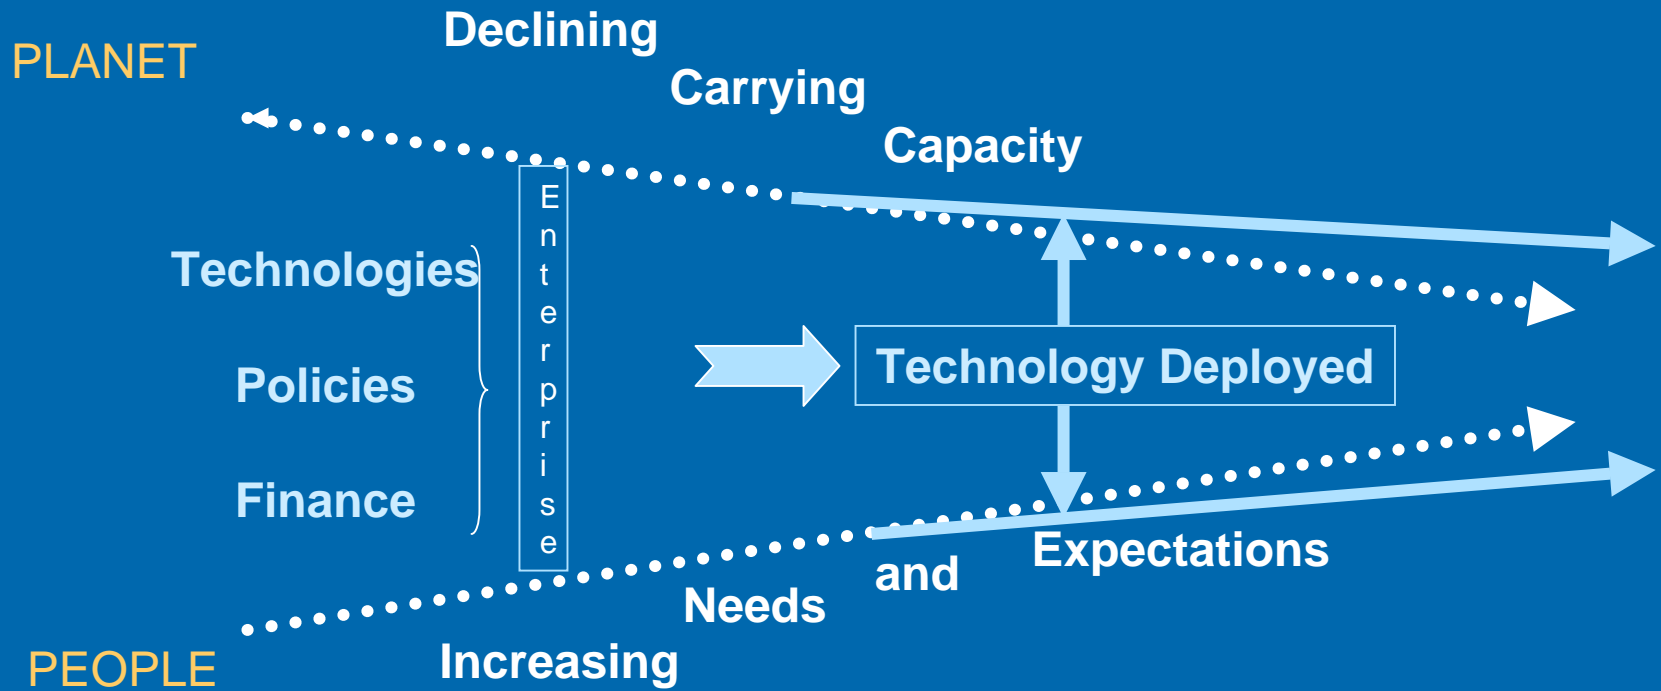 PLANET
Declining
Carrying
Capacity
Technologies
Policies
Finance
Enterprise
Technology Deployed
PEOPLE
Increasing
Needs
and
Expectations